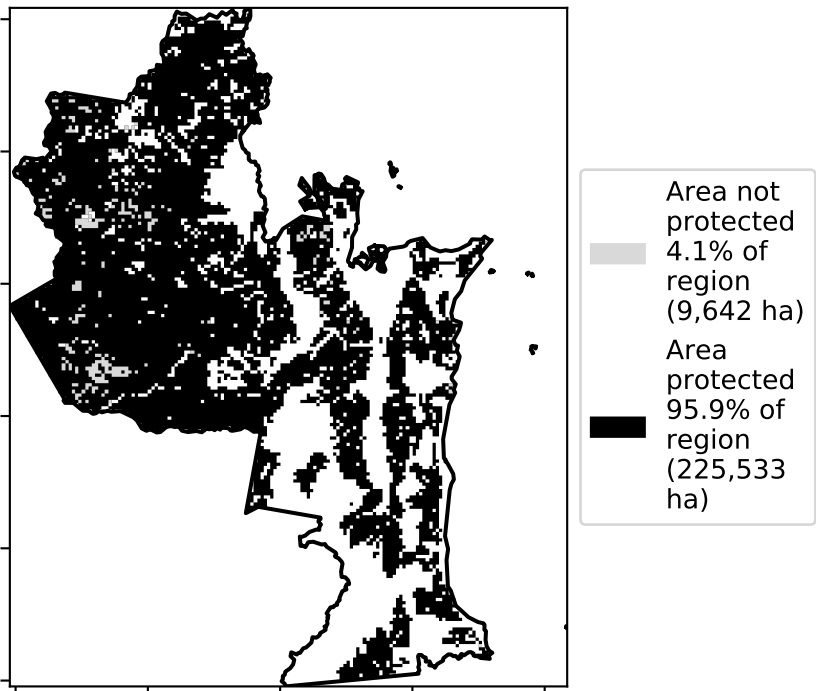 Area not
protected
4.1% of
region
(9,642 ha)
Area
protected
95.9% of
region
(225,533
ha)